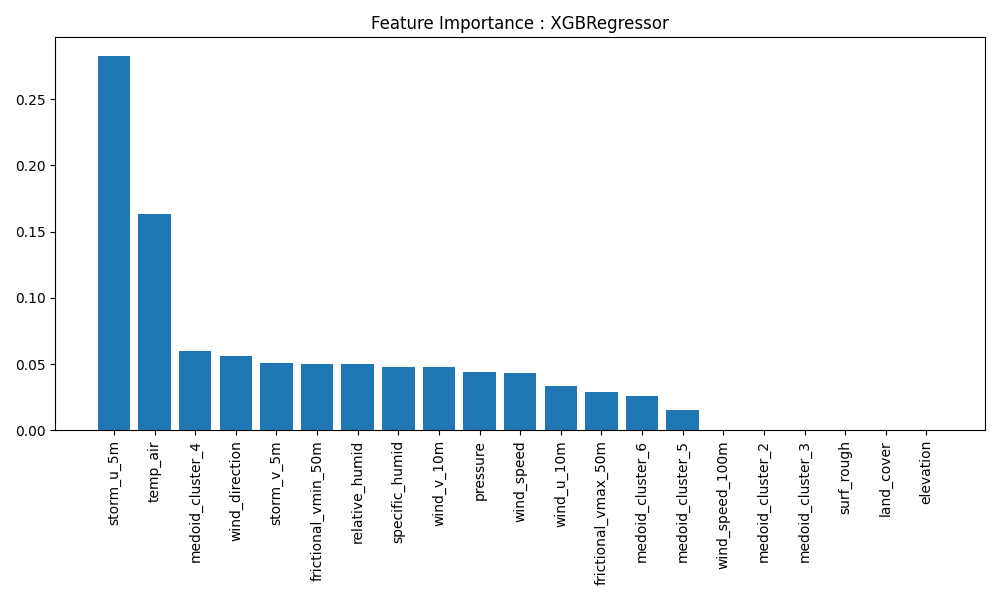 Feature Importance : XGBRegressor
0.25
0.20
0.15
0.10
0.05
0.00
storm_u_5m
temp_air
medoid_cluster_4
wind_direction
storm_v_5m
frictional_vmin_50m
relative_humid
specific_humid
wind_v_10m
pressure
wind_speed
wind_u_10m
frictional_vmax_50m
medoid_cluster_6
medoid_cluster_5
wind_speed_100m
medoid_cluster_2
medoid_cluster_3
surf_rough
land_cover
elevation